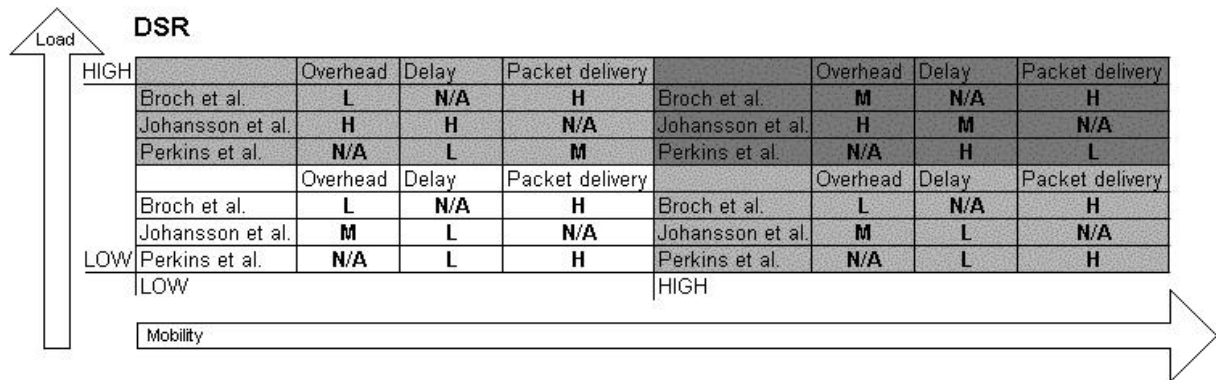 Load
DSR
HIGH Overhead Delay Packet delivery Overhead Delay Packet delivery
Broch et al. L N/A H Broch et al. M N/A H
Johansson et al. H H N/A Johansson et al. H M N/A
Perkins et al. N/A L M Perkins et al. N/A H L
Overhead Delay Packet delivery Overhead Delay Packet delivery
Broch et al. L N/A H Broch et al. L N/A H
Johansson et al. M L N/A Johansson et al. M L N/A
LOW Perkins et al. N/A L H Perkins et al. N/A L H
LOW HIGH
Mobility